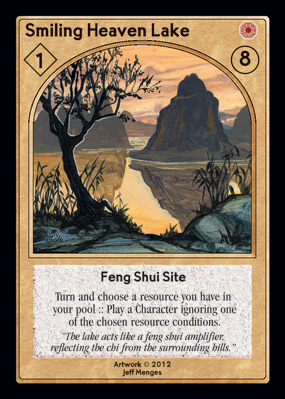 Smiling Heaven Lake
1
8
Feng Shui Site
Turn and choose a resource you have in
your pool :: Play a Character ignoring one
of the chosen resource conditions.
"The lake acts like a feng shui amplifier,
reflecting the chi from the surrounding hills."
Artwork © 2012
Jeff Menges